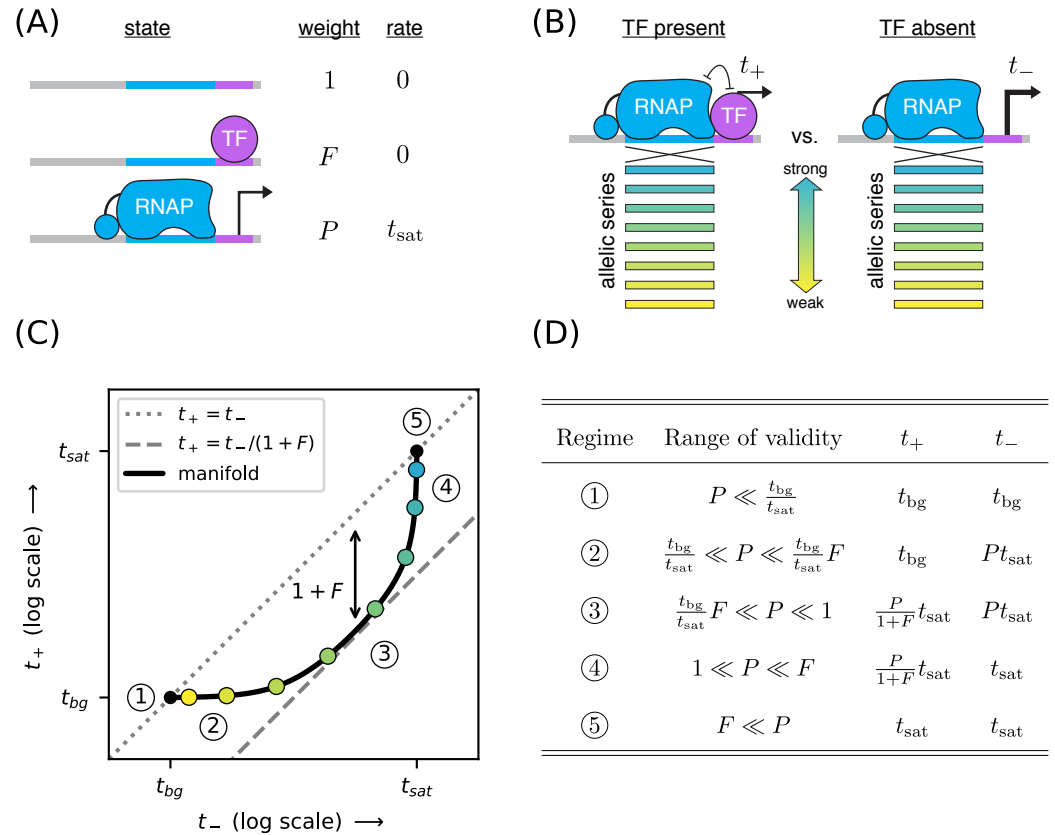 (A)
state weight rate
1 0
TF
F 0
RNAP
P t_sat
(B)
TF present TF absent
RNAP TF t_+
vs.
RNAP t_−
allelic series
strong
weak
allelic series
(C)
t_+ = t_−
t_+ = t_−/(1 + F)
manifold
t_sat
t_bg
t_+ (log scale) ⟶
1 + F
①
②
③
④
⑤
t_bg t_sat
t_− (log scale) ⟶
(D)
Regime Range of validity t_+ t_−
① P ≪ t_bg/t_sat t_bg t_bg
② t_bg/t_sat ≪ P ≪ t_bg/t_sat F t_bg Pt_sat
③ t_bg/t_sat F ≪ P ≪ 1 P/1+F t_sat Pt_sat
④ 1 ≪ P ≪ F P/1+F t_sat t_sat
⑤ F ≪ P t_sat t_sat